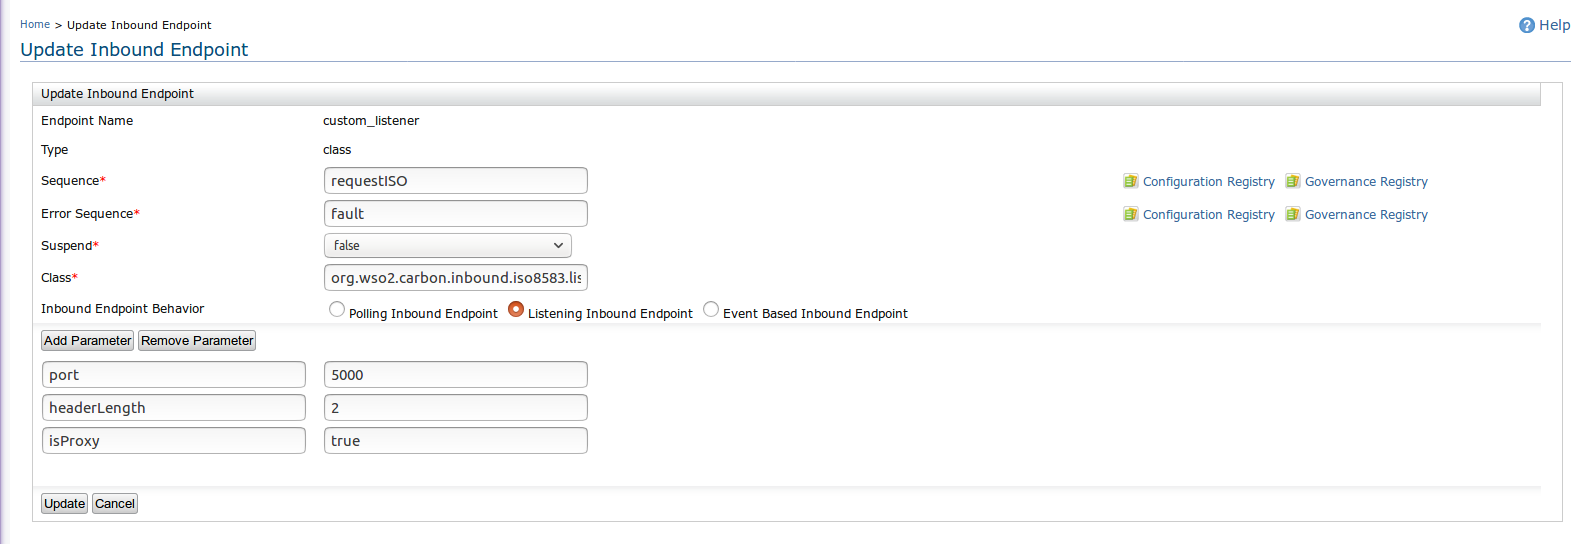 Home > Update Inbound Endpoint
Help
Update Inbound Endpoint
Update Inbound Endpoint
Endpoint Name custom_listener
Type class
Sequence* requestISO Configuration Registry Governance Registry
Error Sequence* fault Configuration Registry Governance Registry
Suspend* false
Class* org.wso2.carbon.inbound.iso8583.lis
Inbound Endpoint Behavior Polling Inbound Endpoint Listening Inbound Endpoint Event Based Inbound Endpoint
Add Parameter Remove Parameter
port 5000
headerLength 2
isProxy true
Update Cancel